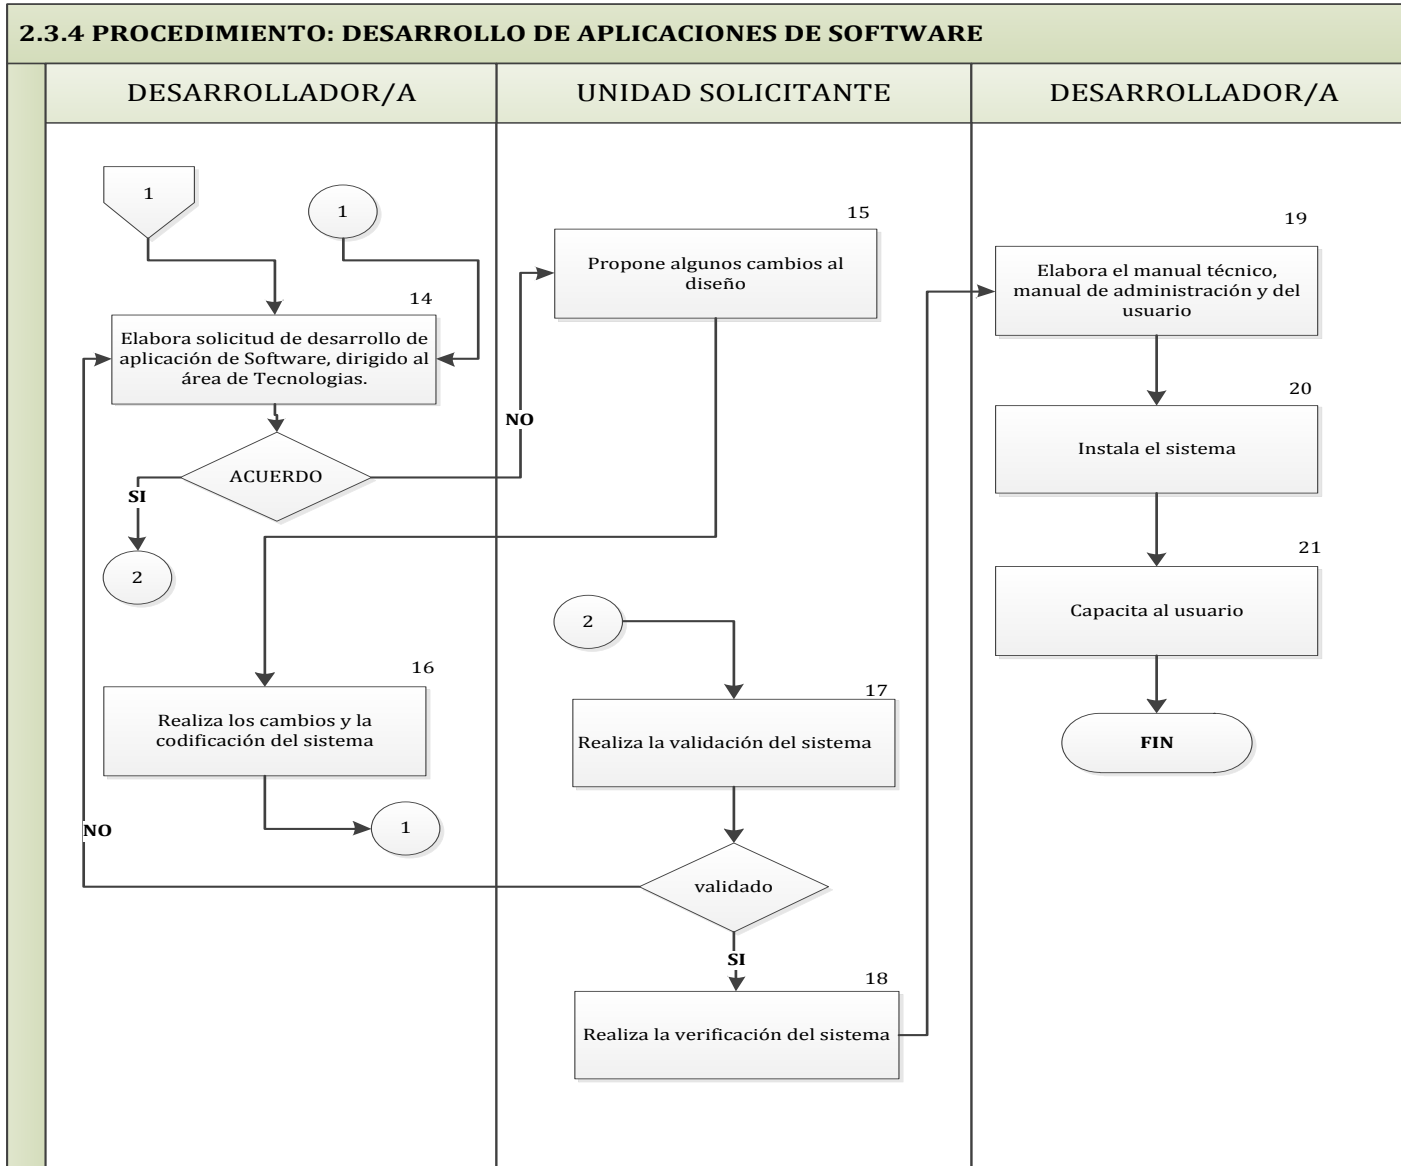 2.3.4 PROCEDIMIENTO: DESARROLLO DE APLICACIONES DE SOFTWARE
DESARROLLADOR/A
UNIDAD SOLICITANTE
DESARROLLADOR/A
1
1
14
Elabora solicitud de desarrollo de
aplicación de Software, dirigido al
área de Tecnologias.
ACUERDO
SI
NO
2
15
Propone algunos cambios al
diseño
16
Realiza los cambios y la
codificación del sistema
1
NO
2
17
Realiza la validación del sistema
validado
SI
18
Realiza la verificación del sistema
19
Elabora el manual técnico,
manual de administración y del
usuario
20
Instala el sistema
21
Capacita al usuario
FIN